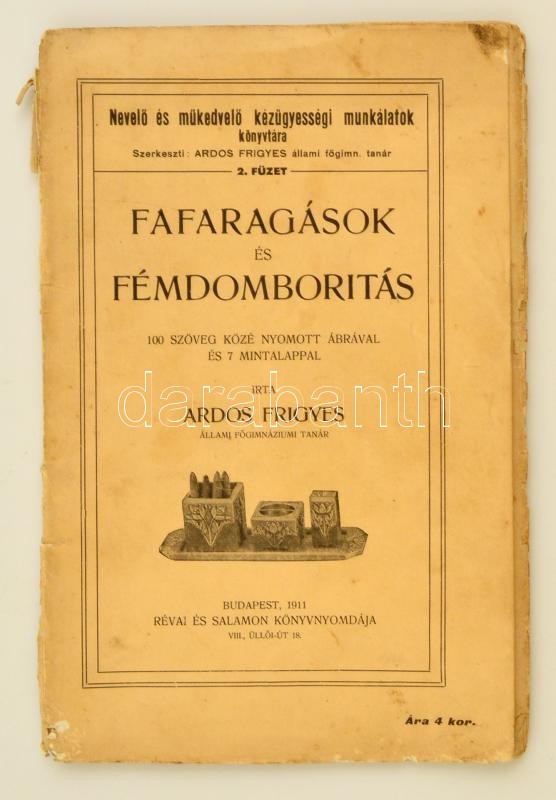 Nevelő és műkedvelő kézügyességi munkálatok
könyvtára
Szerkeszti: ARDOS FRIGYES állami főgimn. tanár
2. FÜZET
FAFARAGÁSOK
ÉS
FÉMDOMBORITÁS
100 SZÖVEG KÖZÉ NYOMOTT ÁBRÁVAL
ÉS 7 MINTALAPPAL
IRTA
darabanth
ARDOS FRIGYES
ÁLLAMI FŐGIMNÁZIUMI TANÁR
BUDAPEST, 1911
RÉVAI ÉS SALAMON KÖNYVNYOMDÁJA
VIII., ÜLLŐI-ÚT 18.
Ára 4 kor.